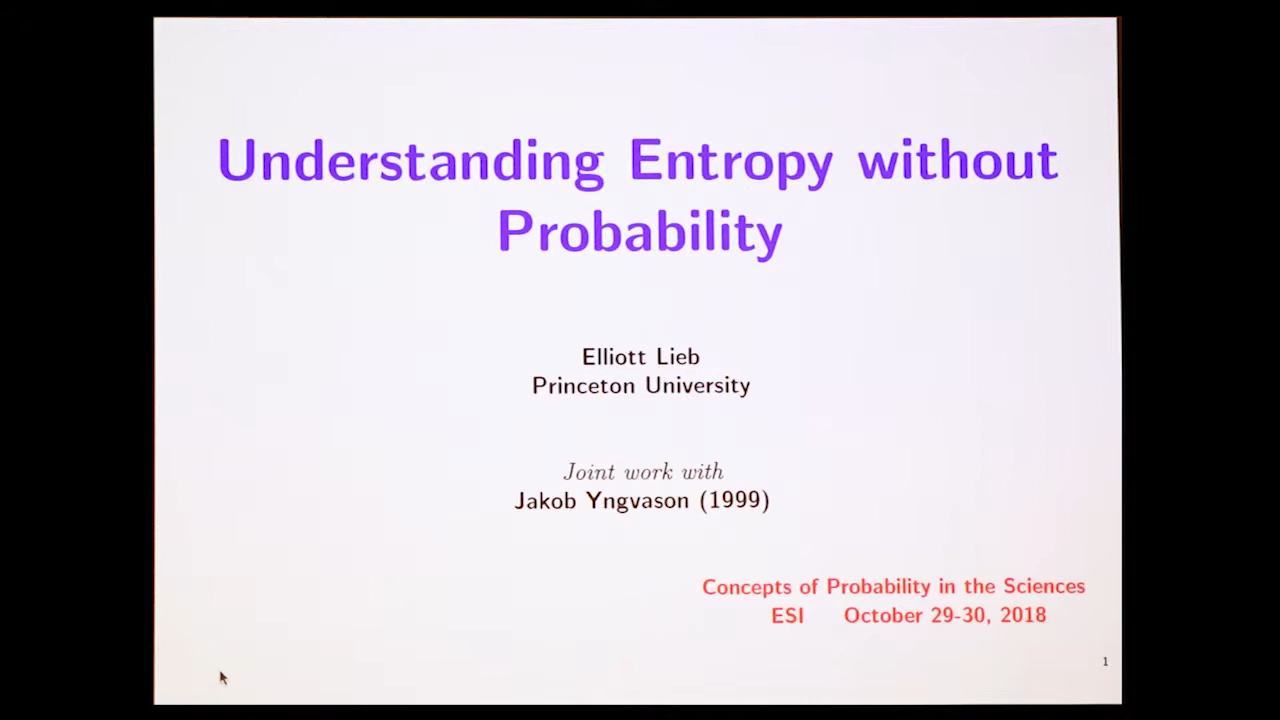 Understanding Entropy without
Probability
Elliott Lieb
Princeton University
Joint work with
Jakob Yngvason (1999)
Concepts of Probability in the Sciences
ESI October 29-30, 2018
1